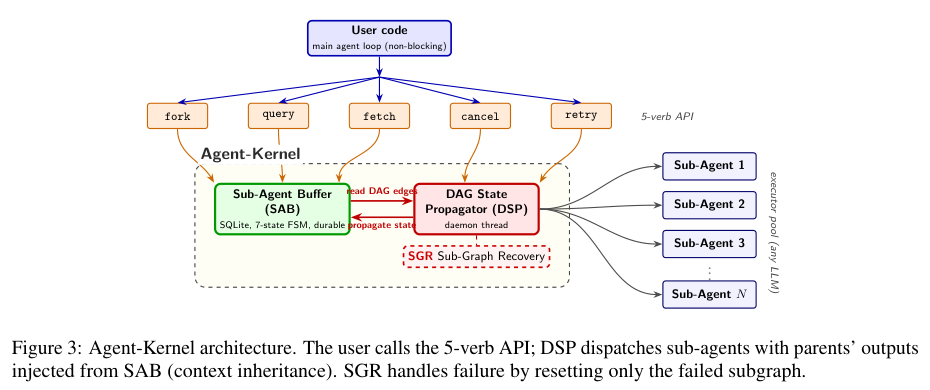 User code
main agent loop (non-blocking)
fork
query
fetch
cancel
retry
5-verb API
Agent-Kernel
Sub-Agent Buffer
(SAB)
SQLite, 7-state FSM, durable
read DAG edges
propagate state
DAG State
Propagator (DSP)
daemon thread
SGR Sub-Graph Recovery
Sub-Agent 1
Sub-Agent 2
Sub-Agent 3
⋮
Sub-Agent N
executor pool (any LLM)
Figure 3: Agent-Kernel architecture. The user calls the 5-verb API; DSP dispatches sub-agents with parents' outputs
injected from SAB (context inheritance). SGR handles failure by resetting only the failed subgraph.